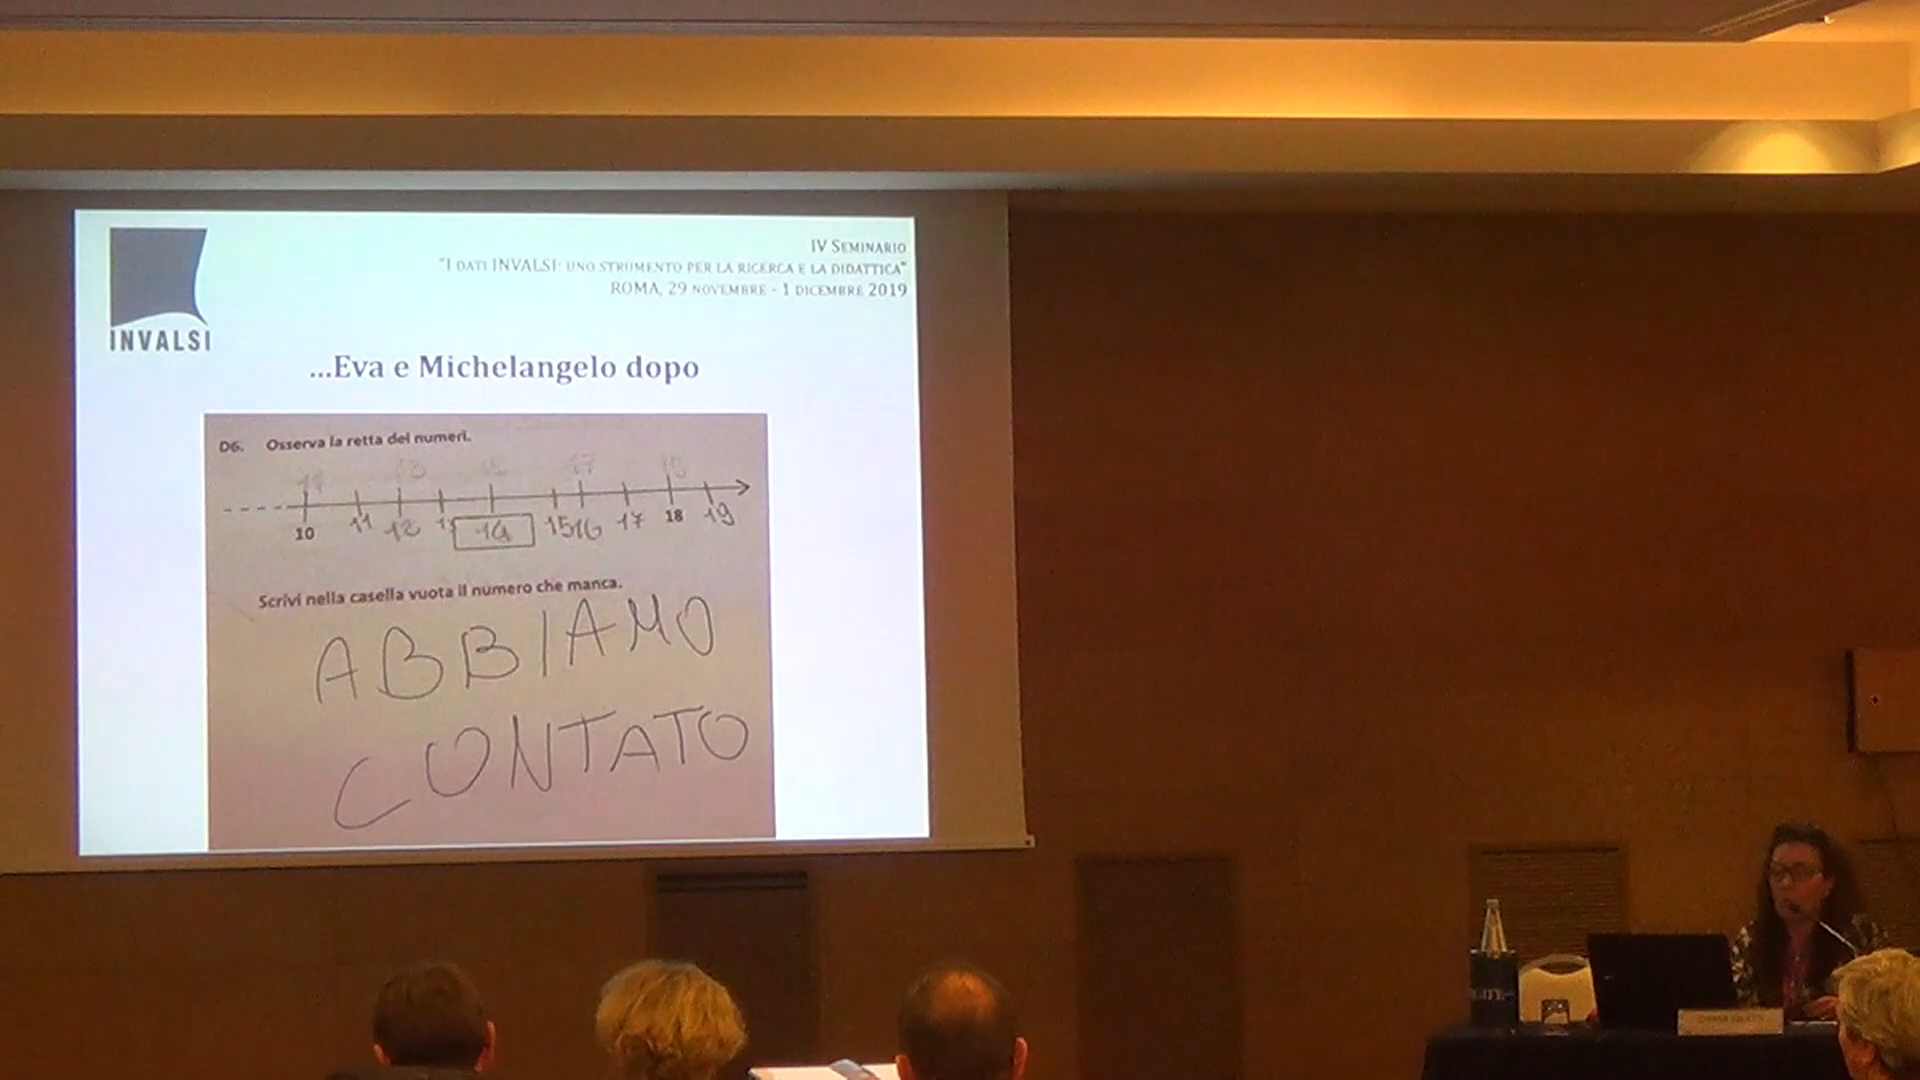 IV SEMINARIO
"I DATI INVALSI: UNO STRUMENTO PER LA RICERCA E LA DIDATTICA"
ROMA, 29 NOVEMBRE - 1 DICEMBRE 2019
INVALSI
...Eva e Michelangelo dopo
D6. Osserva la retta dei numeri.
17
10 11 12 14 15 16 17 18 19
Scrivi nella casella vuota il numero che manca.
ABBIAMO
CONTATO